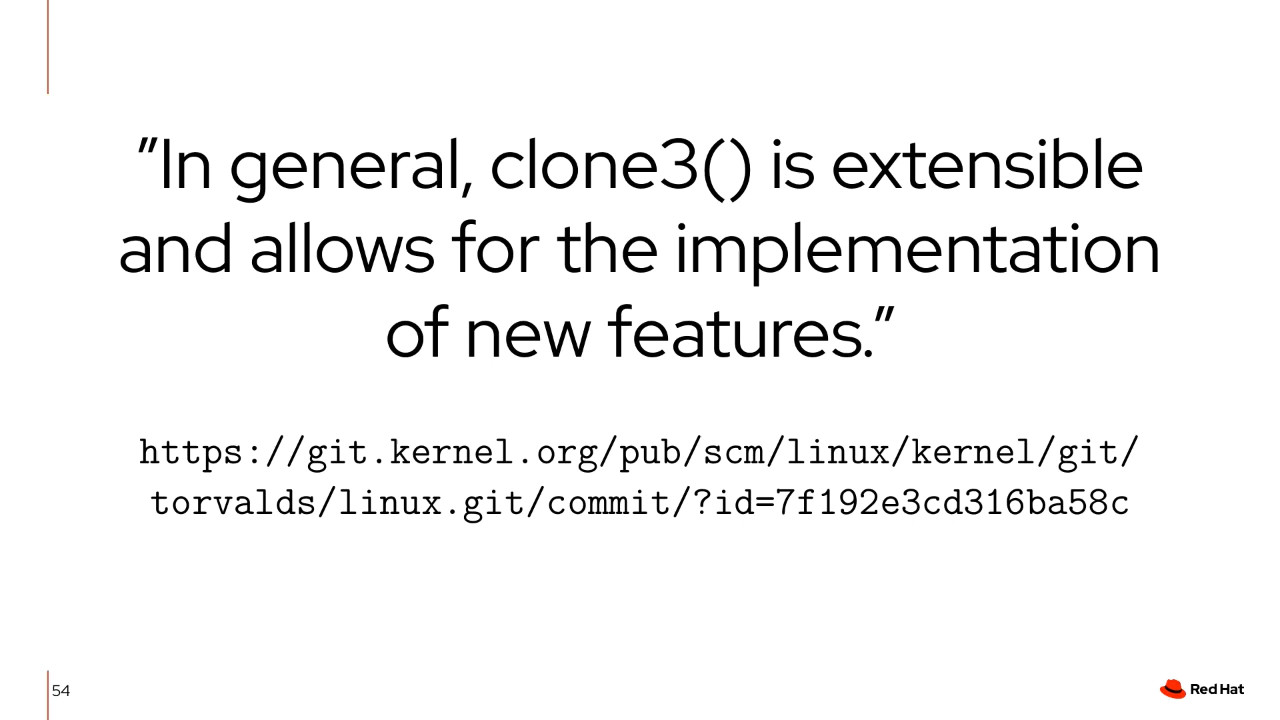 ”In general, clone3() is extensible
and allows for the implementation
of new features.”
https://git.kernel.org/pub/scm/linux/kernel/git/
torvalds/linux.git/commit/?id=7f192e3cd316ba58c
54
Red Hat